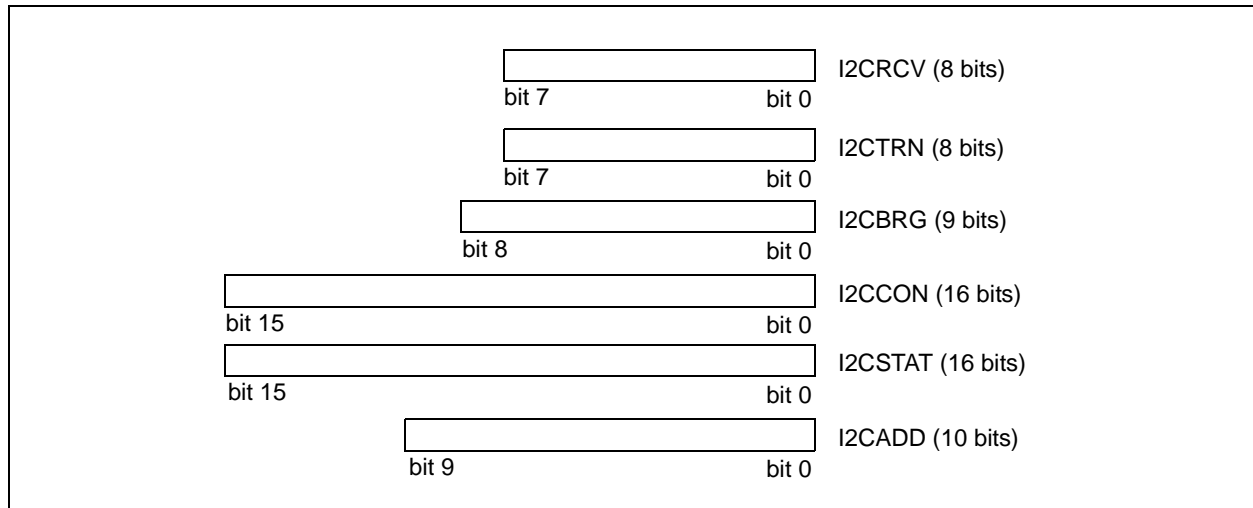 I2CRCV (8 bits)
bit 7 bit 0
I2CTRN (8 bits)
bit 7 bit 0
I2CBRG (9 bits)
bit 8 bit 0
I2CCON (16 bits)
bit 15 bit 0
I2CSTAT (16 bits)
bit 15 bit 0
I2CADD (10 bits)
bit 9 bit 0